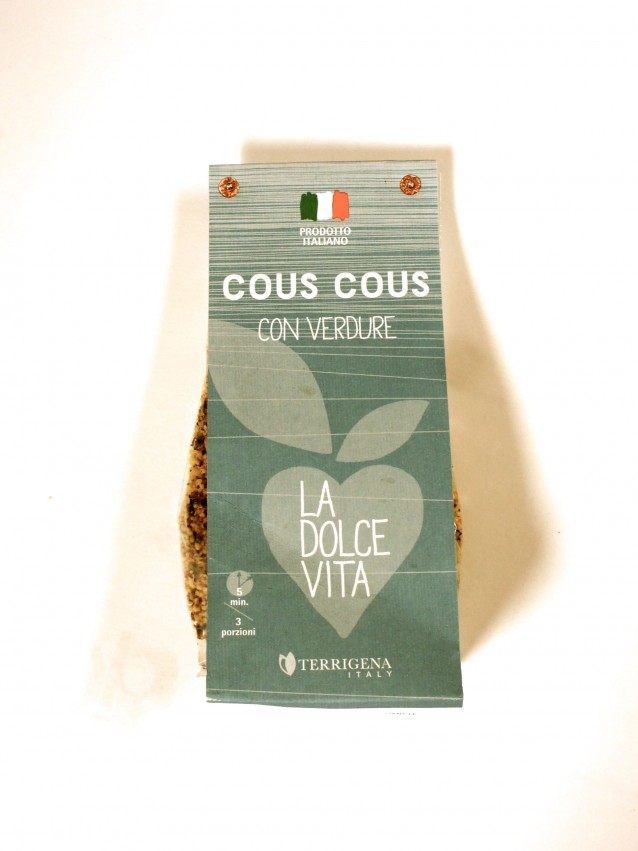 PRODOTTO
ITALIANO
COUS COUS
CON VERDURE
LA
DOLCE
VITA
5
min.
3
porzioni
TERRIGENA
ITALY